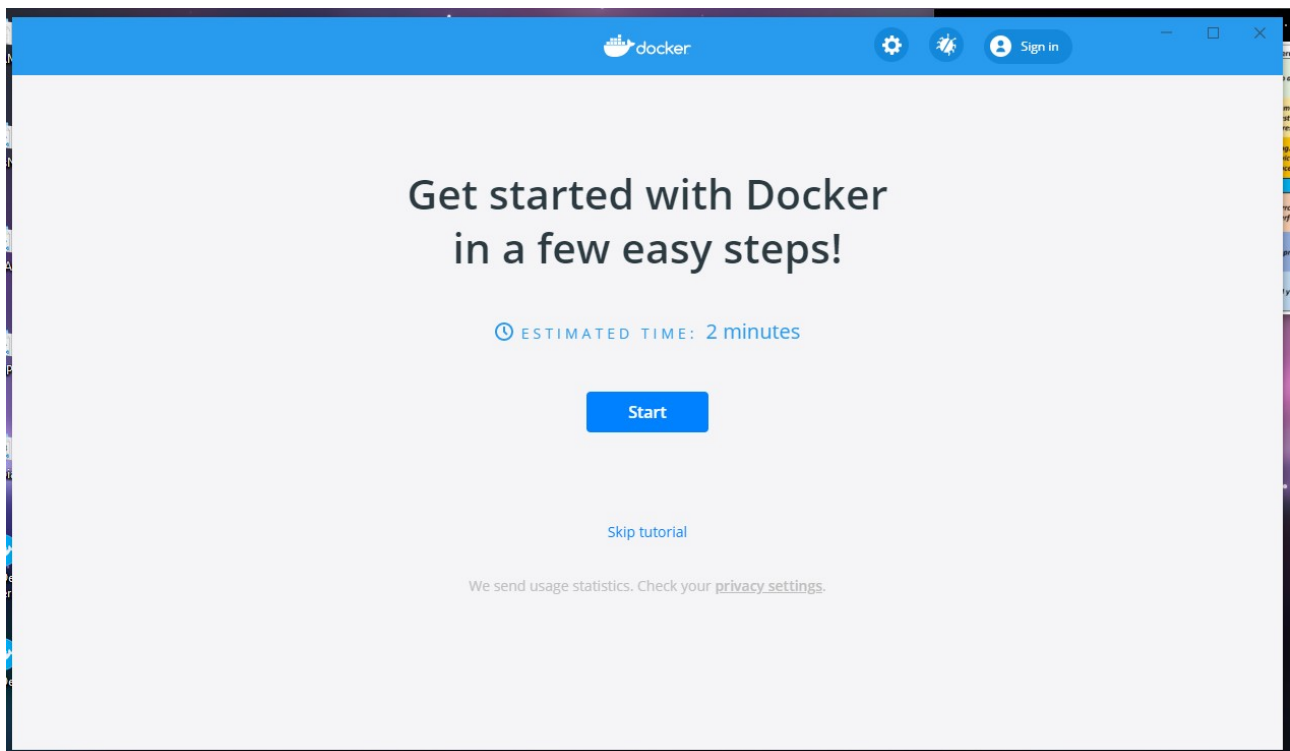 docker
Sign in
Get started with Docker
in a few easy steps!
ESTIMATED TIME: 2 minutes
Start
Skip tutorial
We send usage statistics. Check your privacy settings.